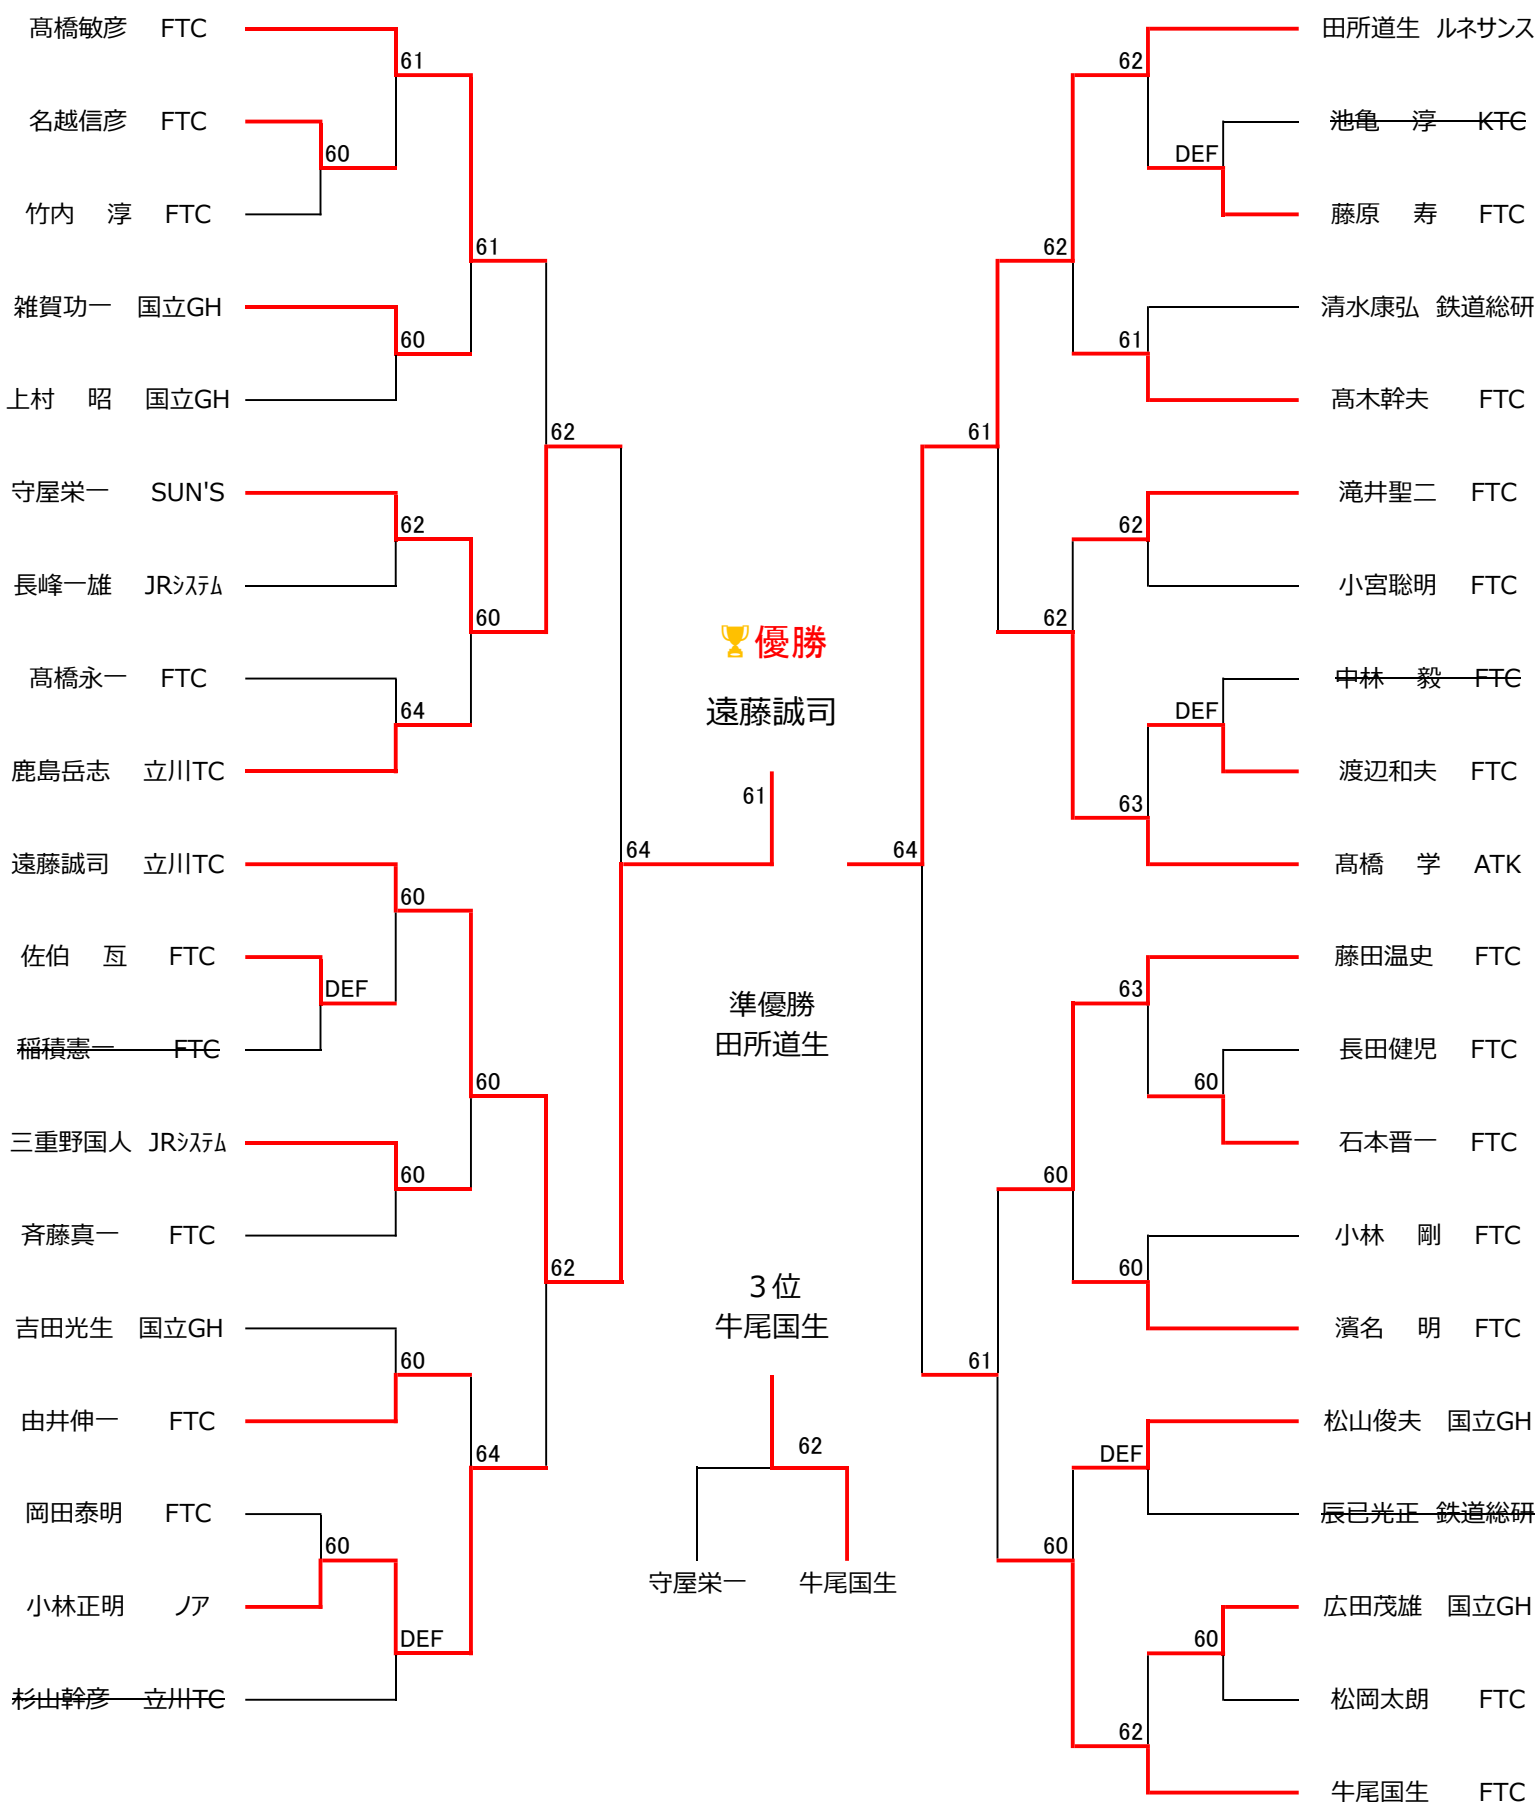 髙橋敏彦 FTC
61
名越信彦 FTC
60
竹内 淳 FTC
61
雑賀功一 国立GH
60
上村 昭 国立GH
62
守屋栄一 SUN'S
62
長峰一雄 JRｼｽﾃﾑ
60
髙橋永一 FTC
64
鹿島岳志 立川TC
64
遠藤誠司 立川TC
60
佐伯 亙 FTC
DEF
稲積憲一 FTC
60
三重野国人 JRｼｽﾃﾑ
60
斉藤真一 FTC
62
吉田光生 国立GH
60
由井伸一 FTC
64
岡田泰明 FTC
60
小林正明 ノア
DEF
杉山幹彦 立川TC
優勝
遠藤誠司
61
準優勝
田所道生
３位
牛尾国生
62
守屋栄一 牛尾国生
田所道生 ルネサンス
62
池亀 淳 KTC
DEF
藤原 寿 FTC
62
清水康弘 鉄道総研
61
髙木幹夫 FTC
61
滝井聖二 FTC
62
小宮聡明 FTC
62
中林 毅 FTC
DEF
渡辺和夫 FTC
63
髙橋 学 ATK
64
藤田温史 FTC
63
長田健児 FTC
60
石本晋一 FTC
60
小林 剛 FTC
60
濱名 明 FTC
61
松山俊夫 国立GH
DEF
辰已光正 鉄道総研
60
広田茂雄 国立GH
60
松岡太朗 FTC
62
牛尾国生 FTC